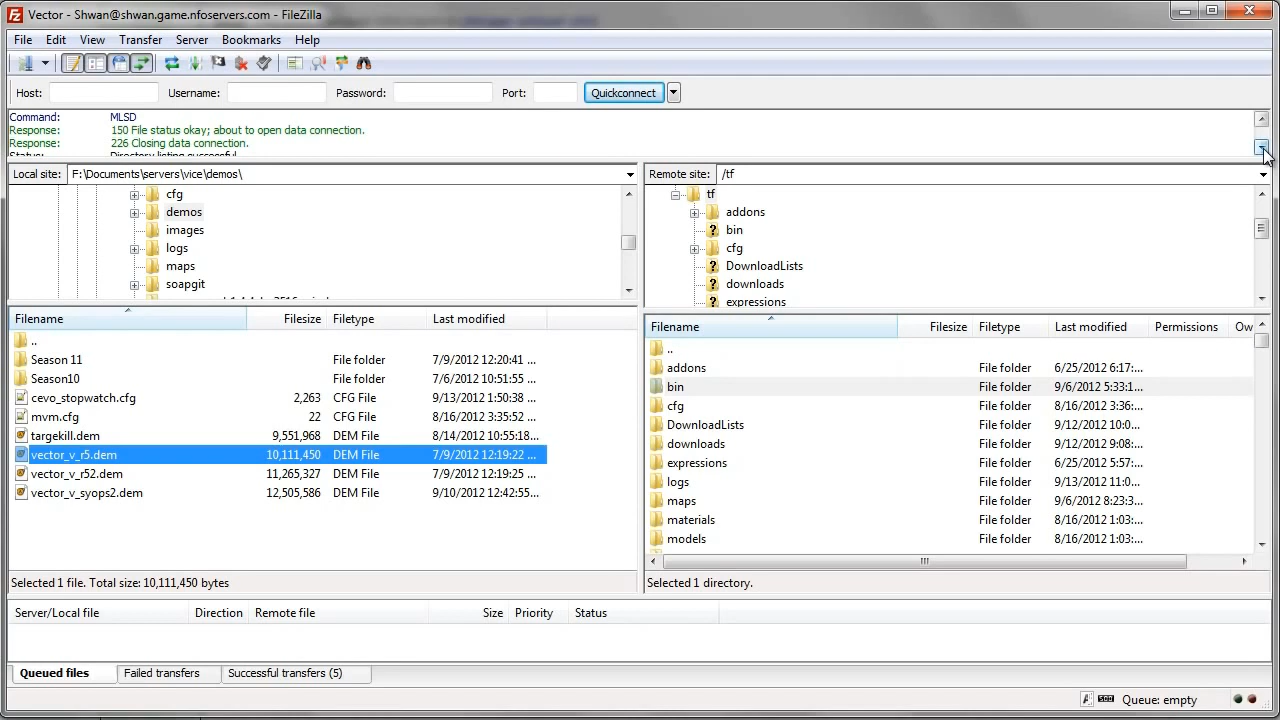 Vector - Shwan@shwan.game.nfoservers.com - FileZilla
File Edit View Transfer Server Bookmarks Help
Host: Username: Password: Port: Quickconnect
Command: MLSD
Response: 150 File status okay; about to open data connection.
Response: 226 Closing data connection.
Status: Directory listing successful
Local site: F:\Documents\servers\vice\demos\
cfg
demos
images
logs
maps
soapgit
Filename Filesize Filetype Last modified
..
Season 11 File folder 7/9/2012 12:20:41 ...
Season10 File folder 7/6/2012 10:51:55 ...
cevo_stopwatch.cfg 2,263 CFG File 9/13/2012 1:50:38 ...
mvm.cfg 22 CFG File 8/16/2012 3:35:52 ...
targekill.dem 9,551,968 DEM File 8/14/2012 10:55:18...
vector_v_r5.dem 10,111,450 DEM File 7/9/2012 12:19:22 ...
vector_v_r52.dem 11,265,327 DEM File 7/9/2012 12:19:25 ...
vector_v_syops2.dem 12,505,586 DEM File 9/10/2012 12:42:55...
Selected 1 file. Total size: 10,111,450 bytes
Remote site: /tf
tf
addons
? bin
cfg
? DownloadLists
? downloads
? expressions
Filename Filesize Filetype Last modified Permissions Ow
..
addons File folder 6/25/2012 6:17:...
bin File folder 9/6/2012 5:33:1...
cfg File folder 8/16/2012 3:36:...
DownloadLists File folder 9/12/2012 10:0...
downloads File folder 9/12/2012 9:08:...
expressions File folder 6/25/2012 5:57:...
logs File folder 9/13/2012 11:0...
maps File folder 9/6/2012 8:23:3...
materials File folder 8/16/2012 1:03:...
models File folder 8/16/2012 1:03:...
Selected 1 directory.
Server/Local file Direction Remote file Size Priority Status
Queued files Failed transfers Successful transfers (5)
Queue: empty